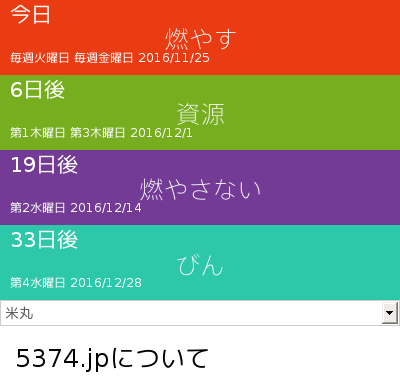 今日
燃やす
毎週火曜日 毎週金曜日 2016/11/25
6日後
資源
第1木曜日 第3木曜日 2016/12/1
19日後
燃やさない
第2水曜日 2016/12/14
33日後
びん
第4水曜日 2016/12/28
米丸
5374.jpについて